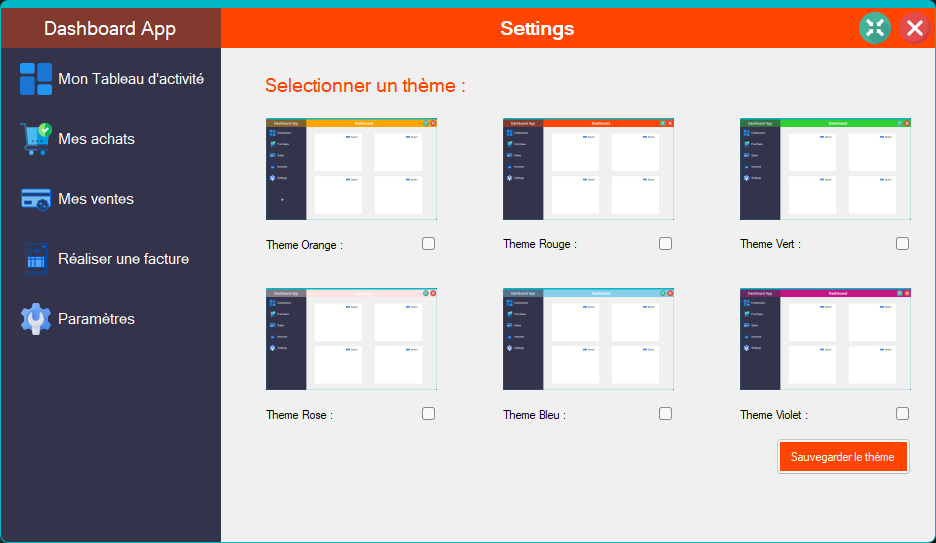 Dashboard App
Settings
Mon Tableau d'activité
Mes achats
Mes ventes
Réaliser une facture
Paramètres
Selectionner un thème :
Dashboard App Dashboard
Dashboard
Purchases
Sales
Invoices
Settings
Theme Orange :
Dashboard App Dashboard
Dashboard
Purchases
Sales
Invoices
Settings
Theme Rouge :
Dashboard App Dashboard
Dashboard
Purchases
Sales
Invoices
Settings
Theme Vert :
Dashboard App
Dashboard
Purchases
Sales
Invoices
Settings
Theme Rose :
Dashboard App Dashboard
Dashboard
Purchases
Sales
Invoices
Settings
Theme Bleu :
Dashboard App Dashboard
Dashboard
Purchases
Sales
Invoices
Settings
Theme Violet :
Sauvegarder le thème